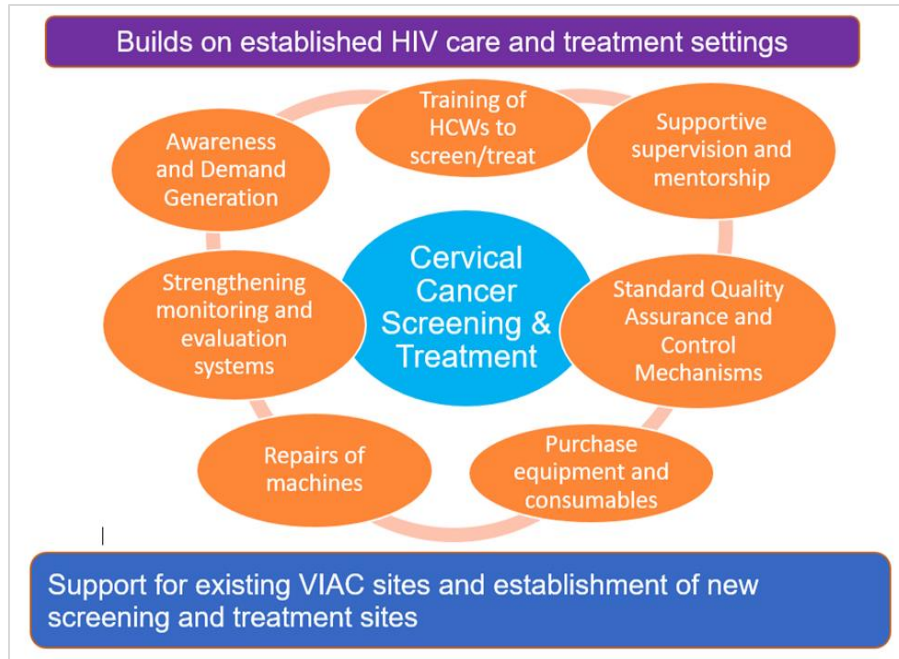 Builds on established HIV care and treatment settings
Training of
HCWs to
screen/treat
Supportive
supervision and
mentorship
Standard Quality
Assurance and
Control
Mechanisms
Purchase
equipment and
consumables
Repairs of
machines
Strengthening
monitoring and
evaluation
systems
Awareness
and Demand
Generation
Cervical
Cancer
Screening &
Treatment
Support for existing VIAC sites and establishment of new
screening and treatment sites